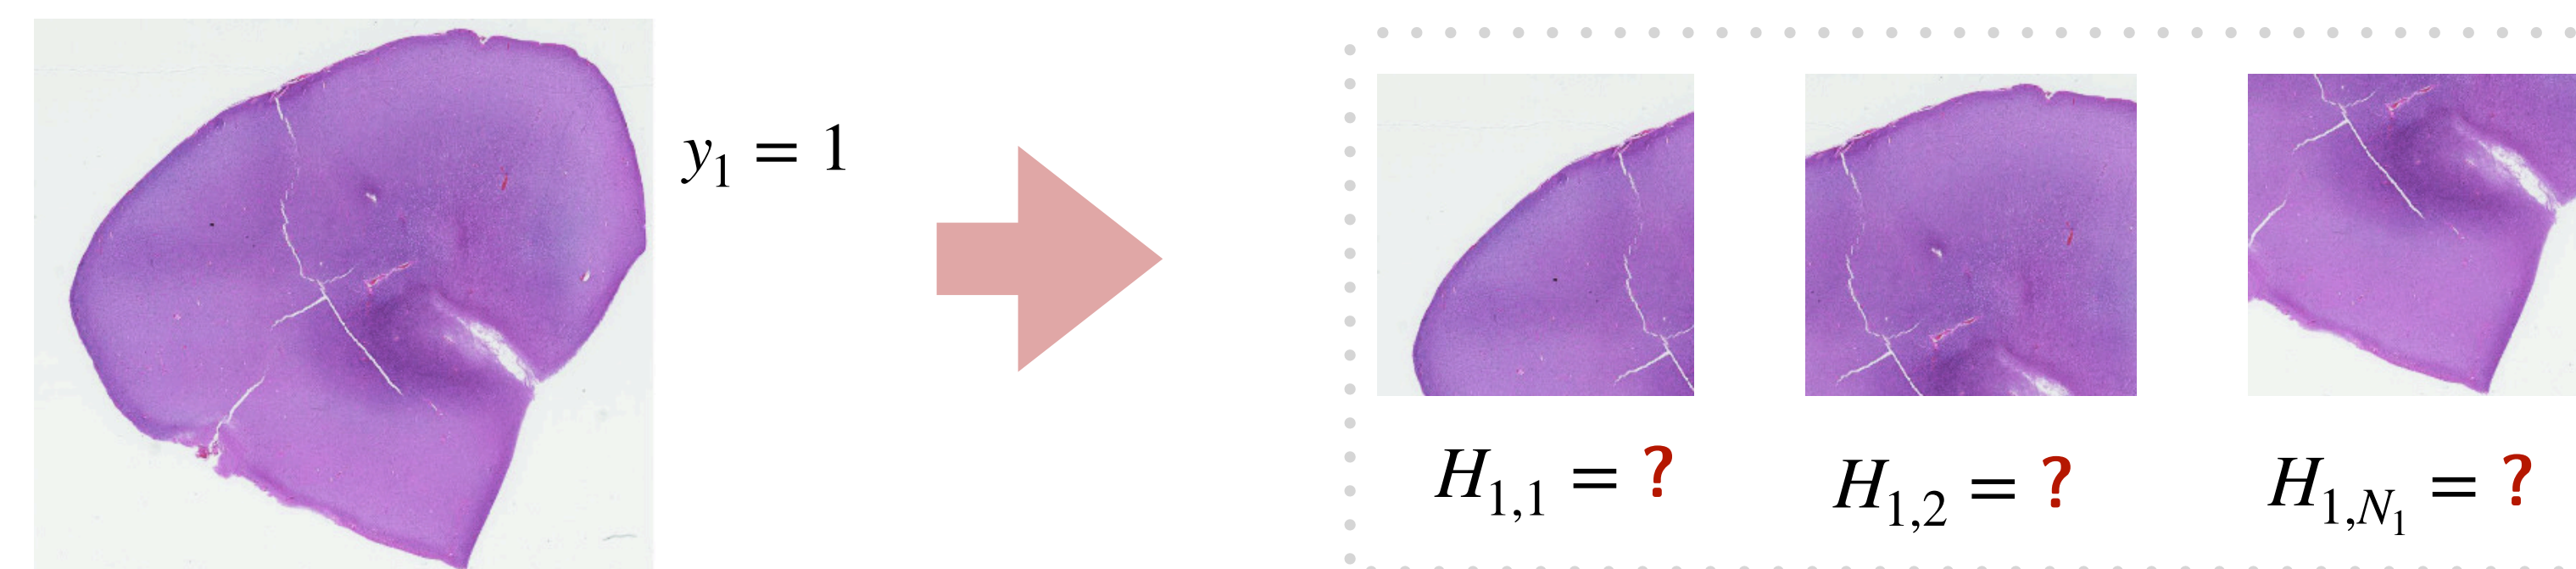 y₁ = 1
H₁,₁ = ?
H₁,₂ = ?
H₁,N₁ = ?